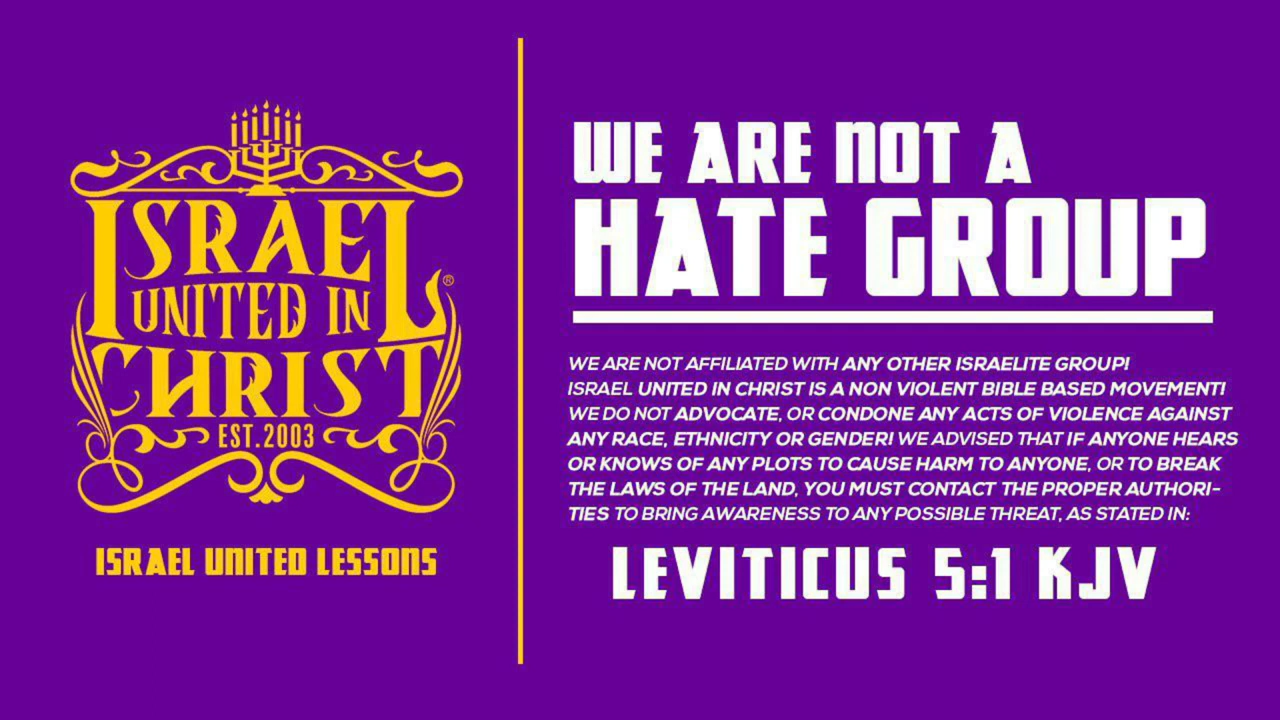 ISRAEL
UNITED IN
CHRIST
®
EST.2003
ISRAEL UNITED LESSONS
WE ARE NOT A
HATE GROUP
WE ARE NOT AFFILIATED WITH ANY OTHER ISRAELITE GROUP!
ISRAEL UNITED IN CHRIST IS A NON VIOLENT BIBLE BASED MOVEMENT!
WE DO NOT ADVOCATE, OR CONDONE ANY ACTS OF VIOLENCE AGAINST
ANY RACE, ETHNICITY OR GENDER! WE ADVISED THAT IF ANYONE HEARS
OR KNOWS OF ANY PLOTS TO CAUSE HARM TO ANYONE, OR TO BREAK
THE LAWS OF THE LAND, YOU MUST CONTACT THE PROPER AUTHORI-
TIES TO BRING AWARENESS TO ANY POSSIBLE THREAT, AS STATED IN:
LEVITICUS 5:1 KJV